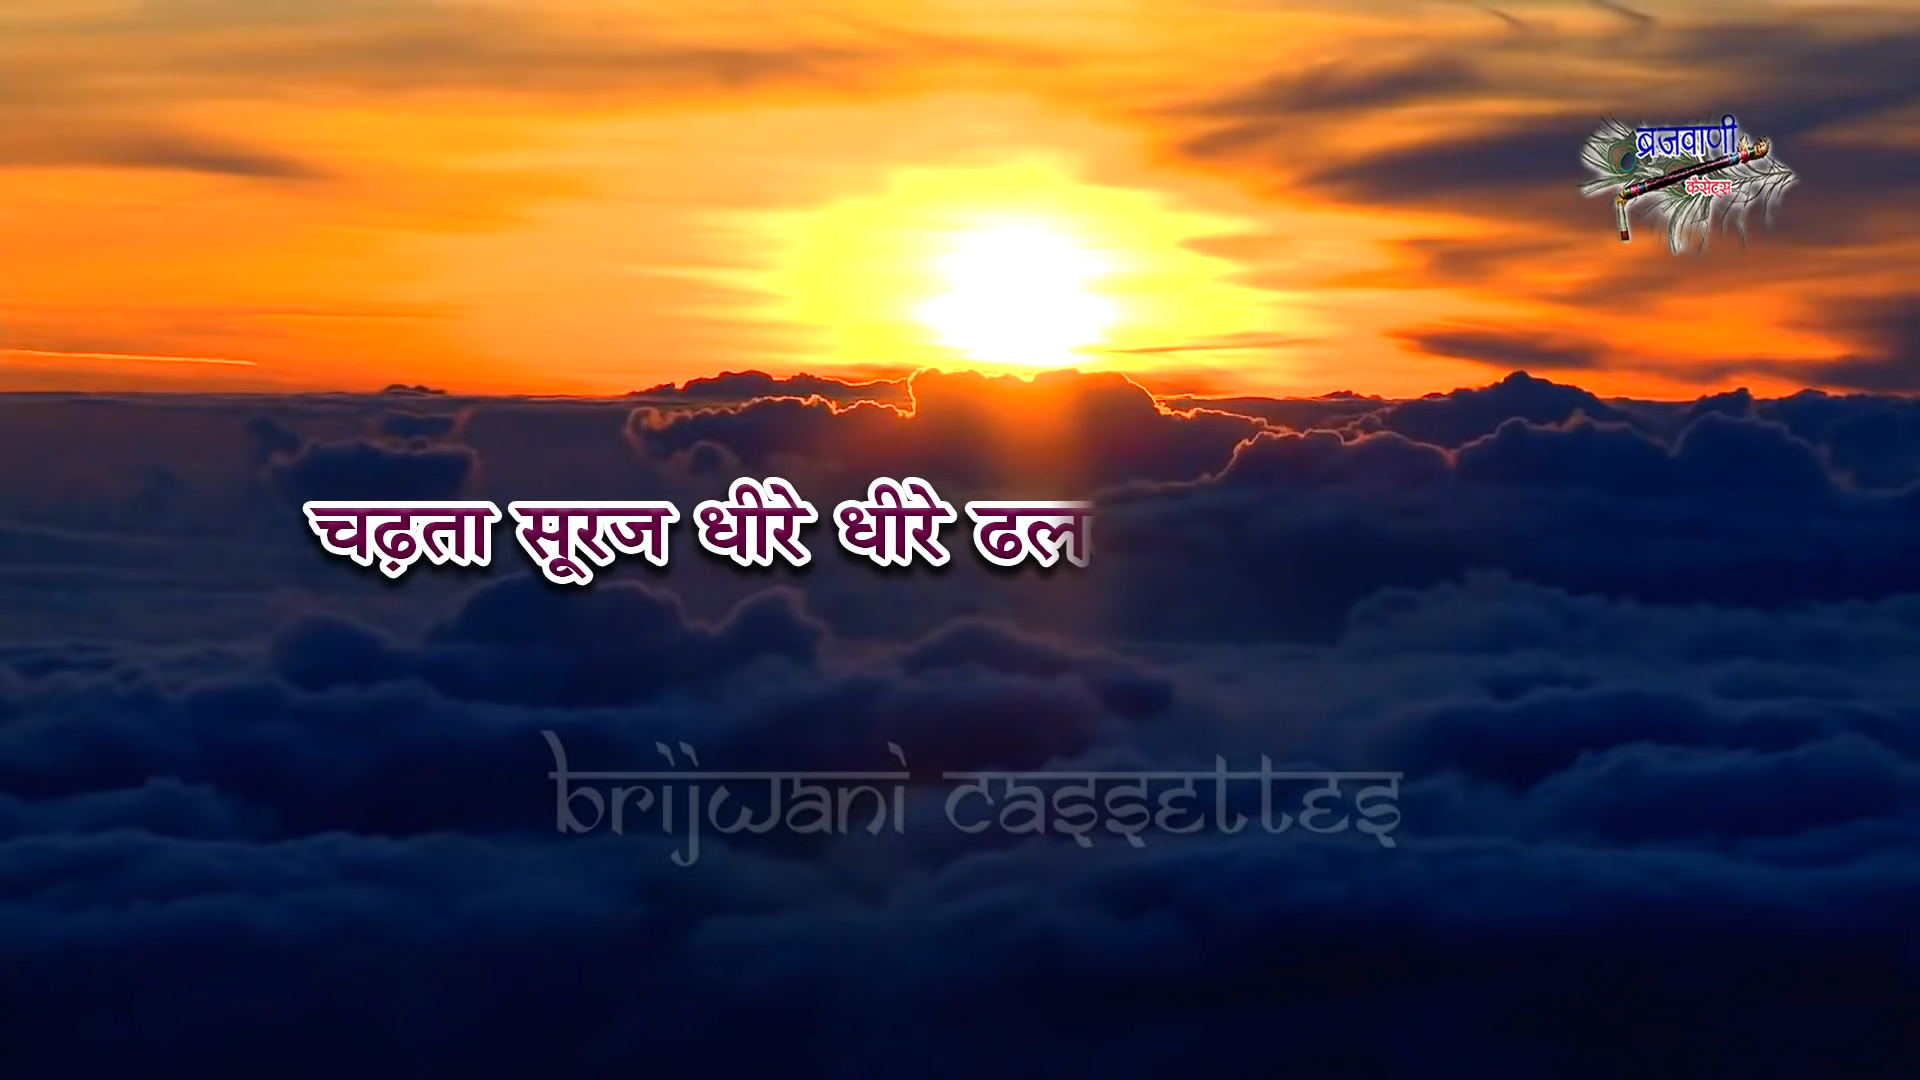 ब्रजवाणी
कैसेट्स
चढ़ता सूरज धीरे धीरे ढल
brijwani cassettes